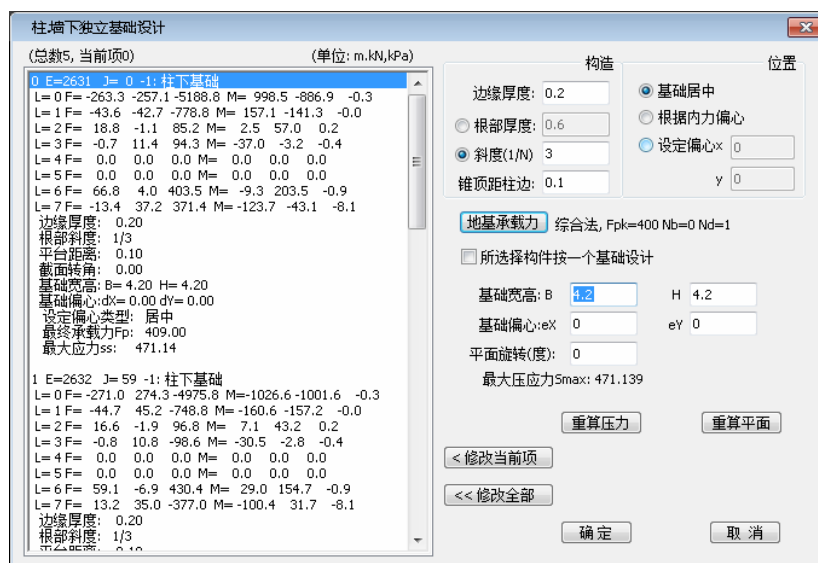 柱墙下独立基础设计
(总数5, 当前项0)
(单位: m.kN,kPa)
0 E=2631 J= 0 -1: 柱下基础
L= 0 F= -263.3 -257.1 -5188.8 M= 998.5 -886.9 -0.3
L= 1 F= -43.6 -42.7 -778.8 M= 157.1 -141.3 -0.0
L= 2 F= 18.8 -1.1 85.2 M= 2.5 57.0 0.2
L= 3 F= -0.7 11.4 94.3 M= -37.0 -3.2 -0.4
L= 4 F= 0.0 0.0 0.0 M= 0.0 0.0 0.0
L= 5 F= 0.0 0.0 0.0 M= 0.0 0.0 0.0
L= 6 F= 66.8 4.0 403.5 M= -9.3 203.5 -0.9
L= 7 F= -13.4 37.2 371.4 M= -123.7 -43.1 -8.1
边缘厚度: 0.20
根部斜度: 1/3
平台距离: 0.10
截面转角: 0.00
基础宽高: B= 4.20 H= 4.20
基础偏心:dX= 0.00 dY= 0.00
设定偏心类型: 居中
最终承载力Fp: 409.00
最大应力ss: 471.14
1 E=2632 J= 59 -1: 柱下基础
L= 0 F= -271.0 274.3 -4975.8 M= -1026.6 -1001.6 -0.3
L= 1 F= -44.7 45.2 -748.8 M= -160.6 -157.2 -0.0
L= 2 F= 16.6 -1.9 96.8 M= 7.1 43.2 0.2
L= 3 F= -0.8 10.8 -98.6 M= -30.5 -2.8 -0.4
L= 4 F= 0.0 0.0 0.0 M= 0.0 0.0 0.0
L= 5 F= 0.0 0.0 0.0 M= 0.0 0.0 0.0
L= 6 F= 59.1 -6.9 430.4 M= 29.0 154.7 -0.9
L= 7 F= 13.2 35.0 -377.0 M= -100.4 31.7 -8.1
边缘厚度: 0.20
根部斜度: 1/3
平台距离: 0.10
构造
边缘厚度: 0.2
根部厚度: 0.6
斜度(1/N) 3
锥顶距柱边: 0.1
位置
基础居中
根据内力偏心
设定偏心x 0
y 0
地基承载力 综合法, Fpk=400 Nb=0 Nd=1
所选择构件按一个基础设计
基础宽高: B 4.2 H 4.2
基础偏心:eX 0 eY 0
平面旋转(度): 0
最大压应力Smax: 471.139
重算压力 重算平面
< 修改当前项
<< 修改全部
确定 取消